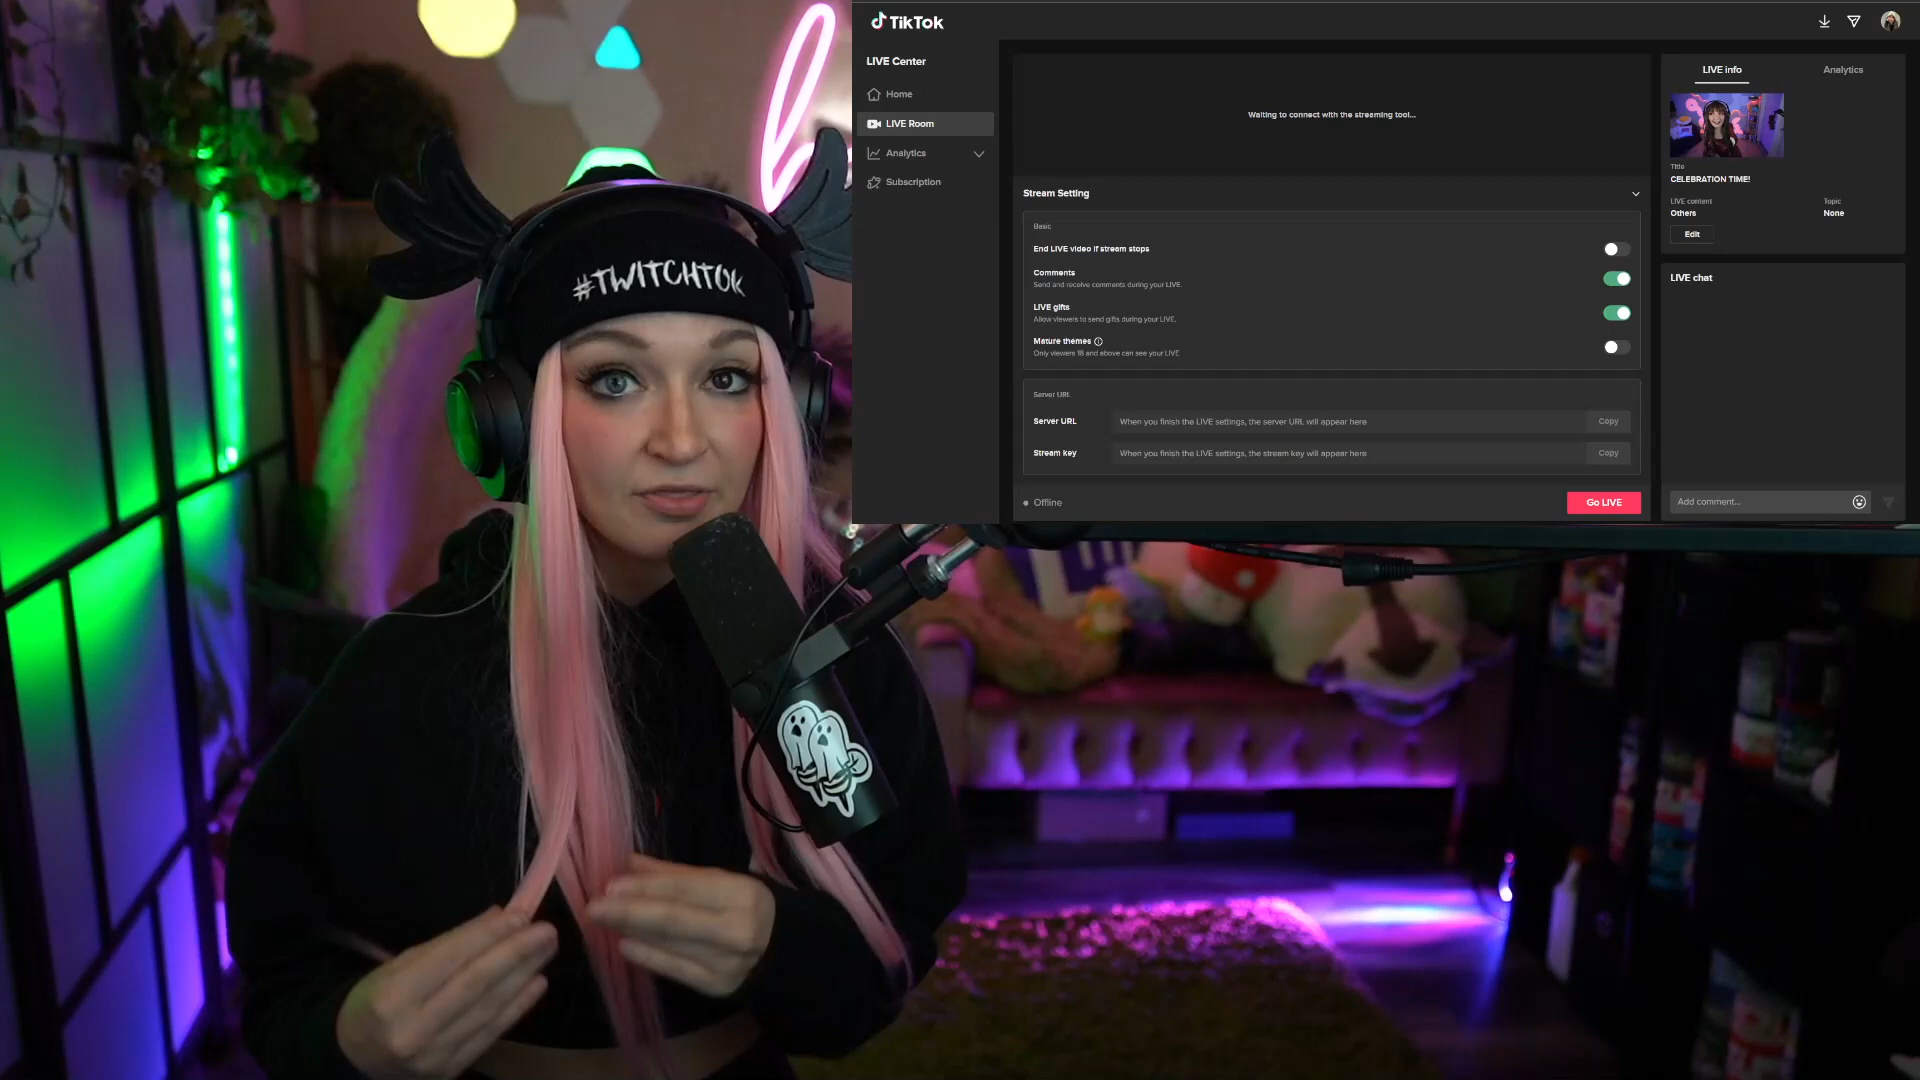 #TWITCHTOK
TikTok
LIVE Center
Home
LIVE Room
Analytics
Subscription
Waiting to connect with the streaming tool...
Stream Setting
Basic
End LIVE video if stream stops
Comments
Send and receive comments during your LIVE.
LIVE gifts
Allow viewers to send gifts during your LIVE.
Mature themes
Only viewers 18 and above can see your LIVE
Server URL
Server URL
When you finish the LIVE settings, the server URL will appear here
Copy
Stream key
When you finish the LIVE settings, the stream key will appear here
Copy
Offline
Go LIVE
LIVE info
Analytics
Title
CELEBRATION TIME!
LIVE content
Topic
Others
None
Edit
LIVE chat
Add comment...